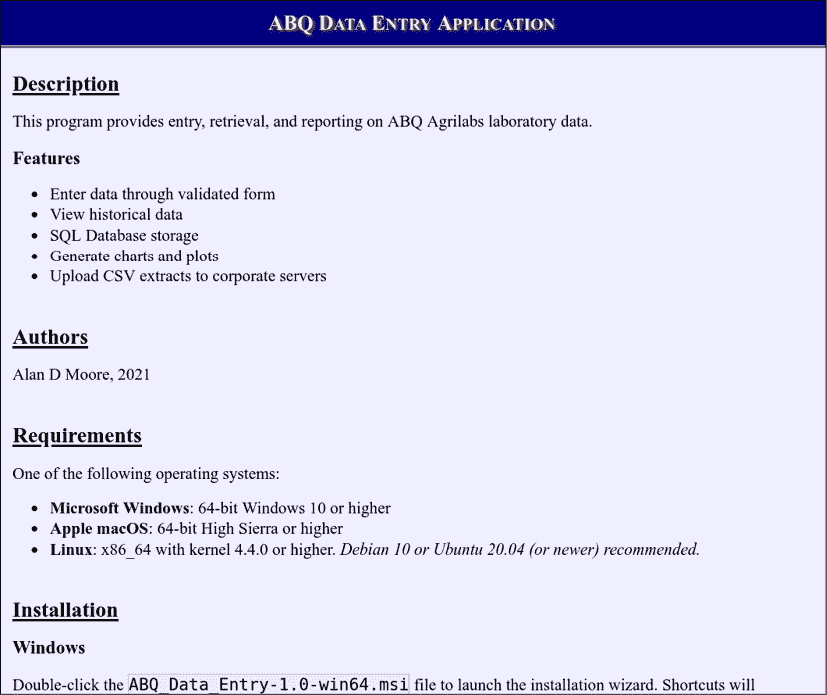 ABQ Data Entry Application
Description
This program provides entry, retrieval, and reporting on ABQ Agrilabs laboratory data.
Features
• Enter data through validated form
• View historical data
• SQL Database storage
• Generate charts and plots
• Upload CSV extracts to corporate servers
Authors
Alan D Moore, 2021
Requirements
One of the following operating systems:
• Microsoft Windows: 64-bit Windows 10 or higher
• Apple macOS: 64-bit High Sierra or higher
• Linux: x86_64 with kernel 4.4.0 or higher. Debian 10 or Ubuntu 20.04 (or newer) recommended.
Installation
Windows
Double-click the ABQ_Data_Entry-1.0-win64.msi file to launch the installation wizard. Shortcuts will